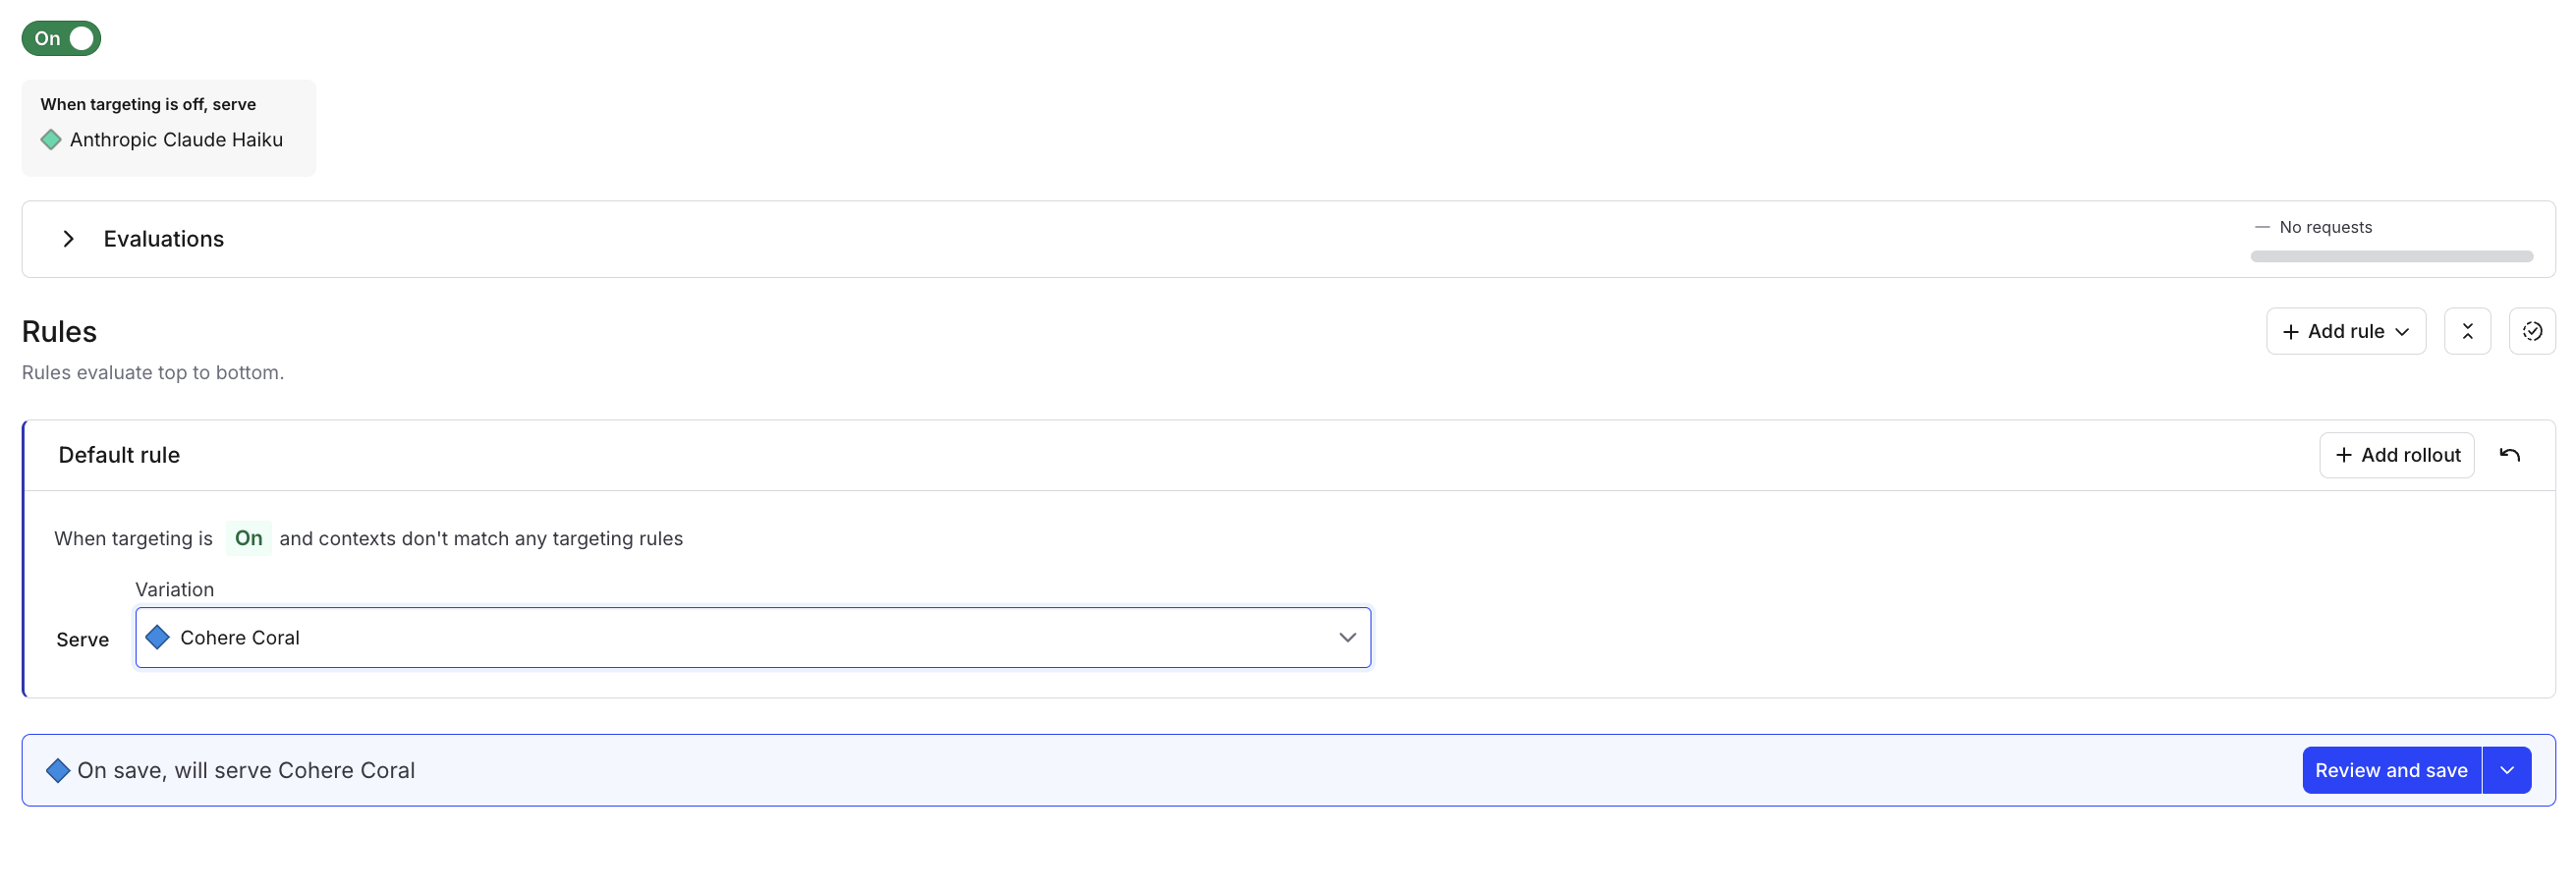 On
When targeting is off, serve
Anthropic Claude Haiku
Evaluations
No requests
Rules
Add rule
Rules evaluate top to bottom.
Default rule
Add rollout
When targeting is On and contexts don't match any targeting rules
Variation
Serve
Cohere Coral
On save, will serve Cohere Coral
Review and save